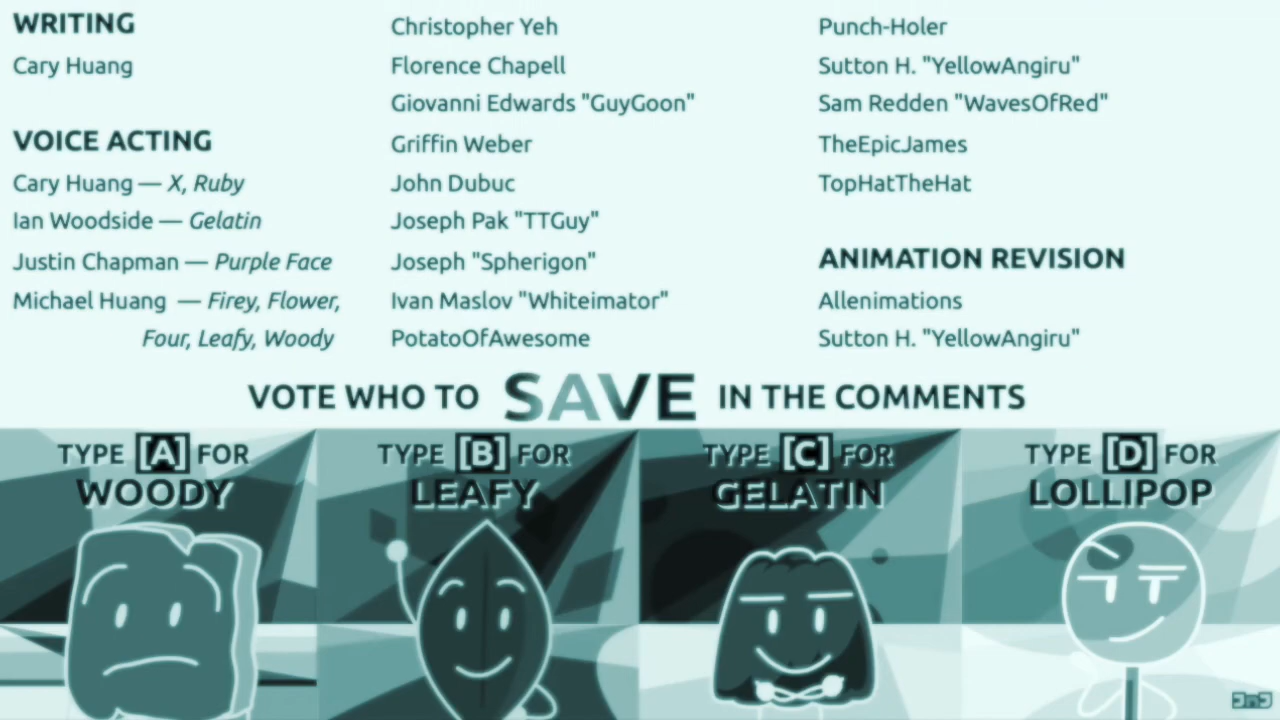 WRITING
Cary Huang
VOICE ACTING
Cary Huang — X, Ruby
Ian Woodside — Gelatin
Justin Chapman — Purple Face
Michael Huang — Firey, Flower,
Four, Leafy, Woody
Christopher Yeh
Florence Chapell
Giovanni Edwards "GuyGoon"
Griffin Weber
John Dubuc
Joseph Pak "TTGuy"
Joseph "Spherigon"
Ivan Maslov "Whiteimator"
PotatoOfAwesome
Punch-Holer
Sutton H. "YellowAngiru"
Sam Redden "WavesOfRed"
TheEpicJames
TopHatTheHat
ANIMATION REVISION
Allenimations
Sutton H. "YellowAngiru"
VOTE WHO TO SAVE IN THE COMMENTS
TYPE [A] FOR
WOODY
TYPE [B] FOR
LEAFY
TYPE [C] FOR
GELATIN
TYPE [D] FOR
LOLLIPOP